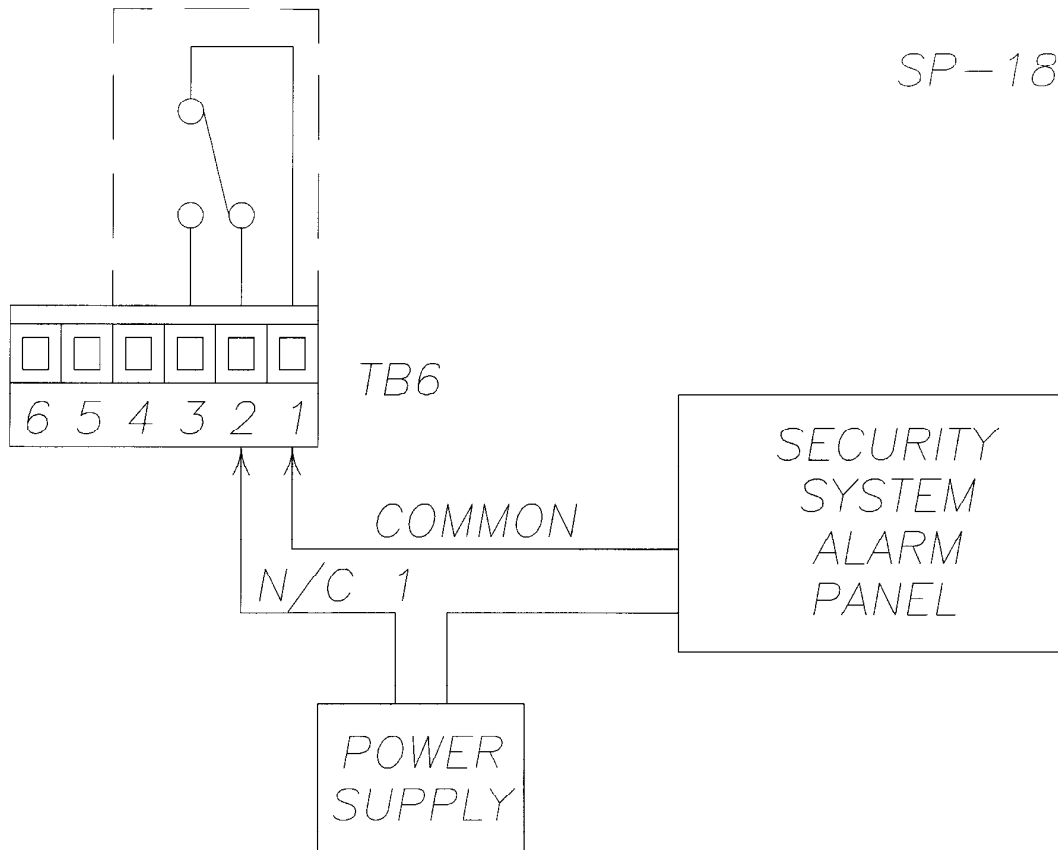 SP-18
TB6
6 5 4 3 2 1
COMMON
N/C 1
SECURITY
SYSTEM
ALARM
PANEL
POWER
SUPPLY